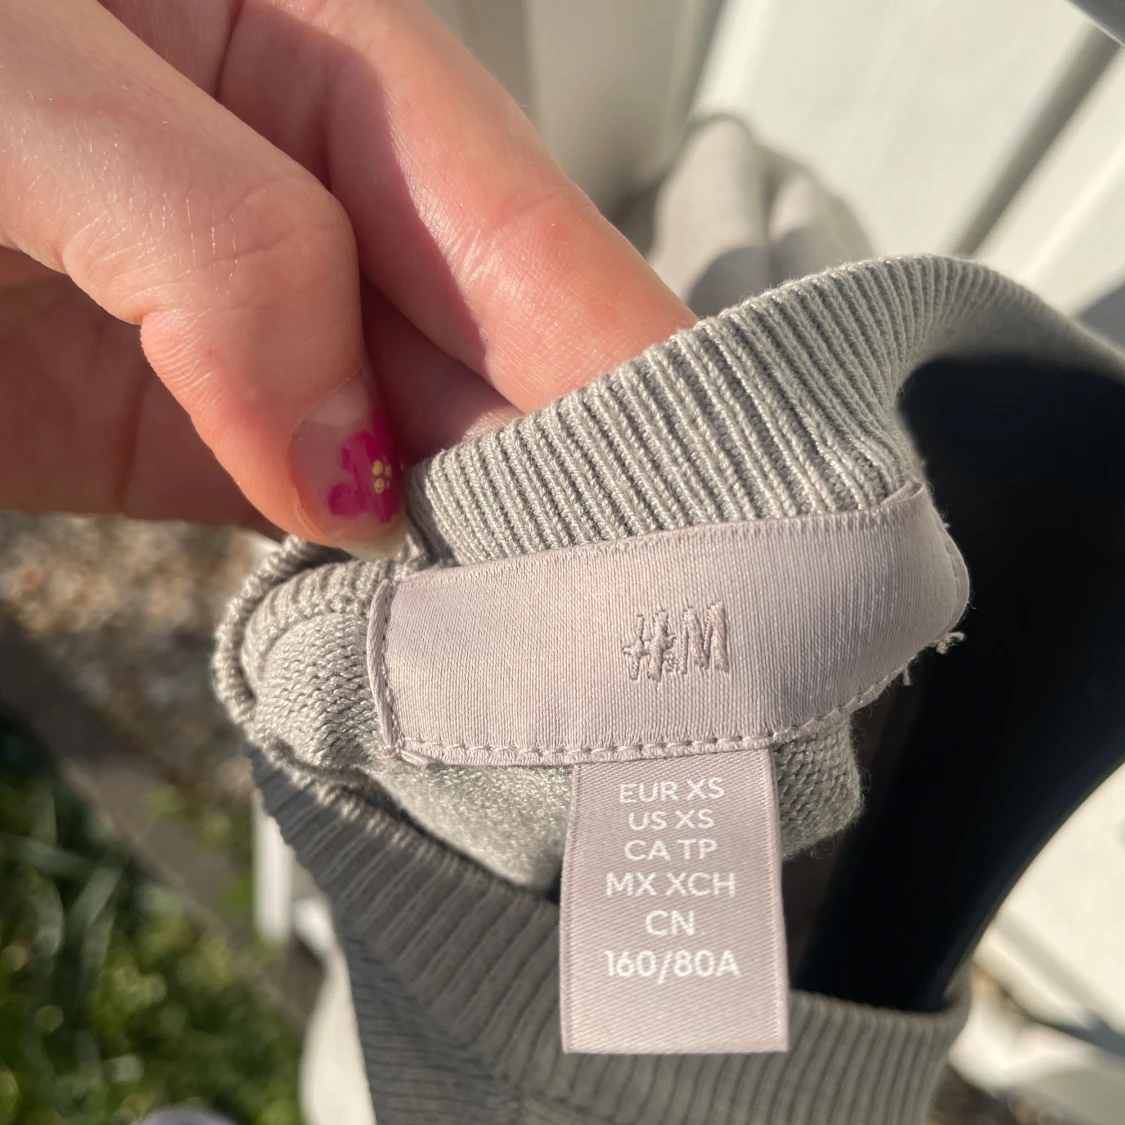 H&M
EUR XS
US XS
CA TP
MX XCH
CN
160/80A